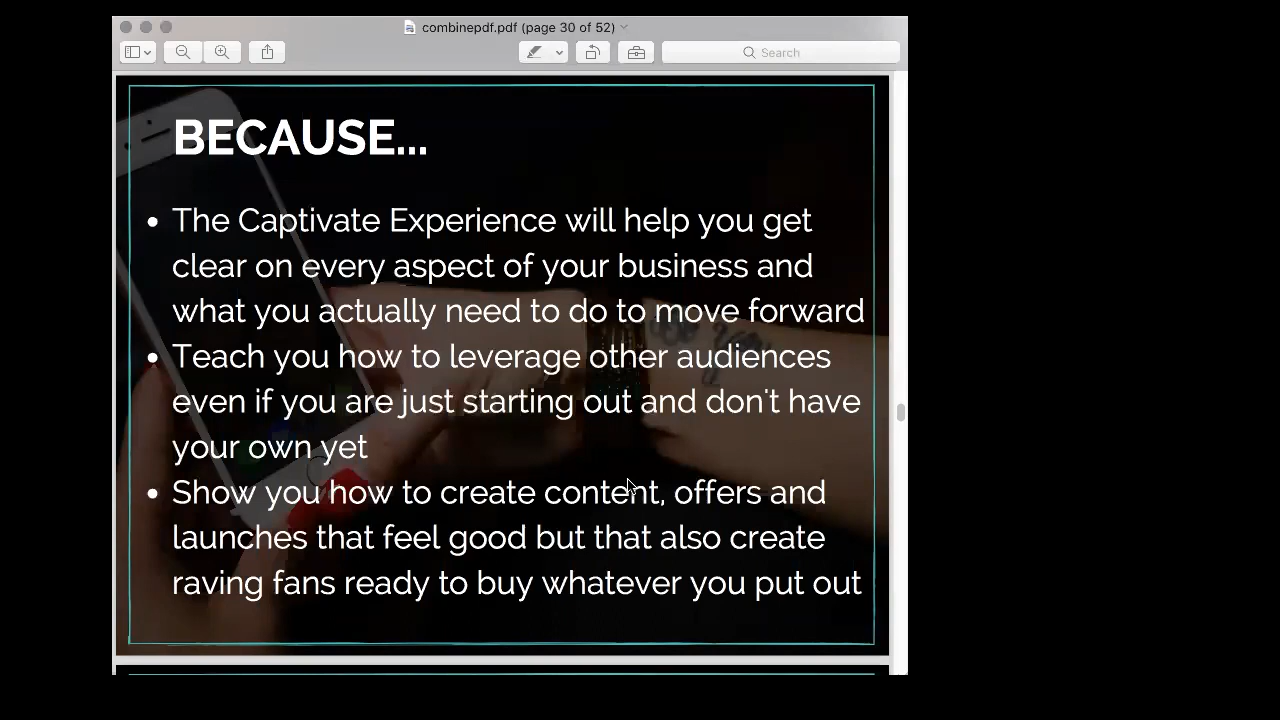 combinepdf.pdf (page 30 of 52)
Search
BECAUSE...
• The Captivate Experience will help you get
clear on every aspect of your business and
what you actually need to do to move forward
• Teach you how to leverage other audiences
even if you are just starting out and don't have
your own yet
• Show you how to create content, offers and
launches that feel good but that also create
raving fans ready to buy whatever you put out